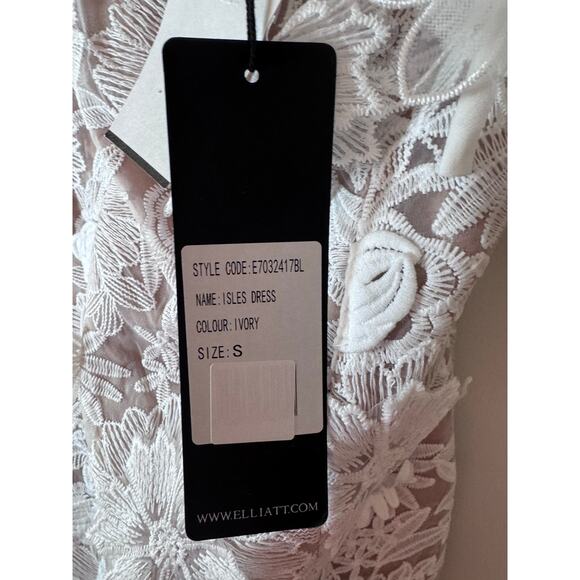 STYLE CODE:E7032417BL
NAME:ISLES DRESS
COLOUR:IVORY
SIZE:S
WWW.ELLIATT.COM